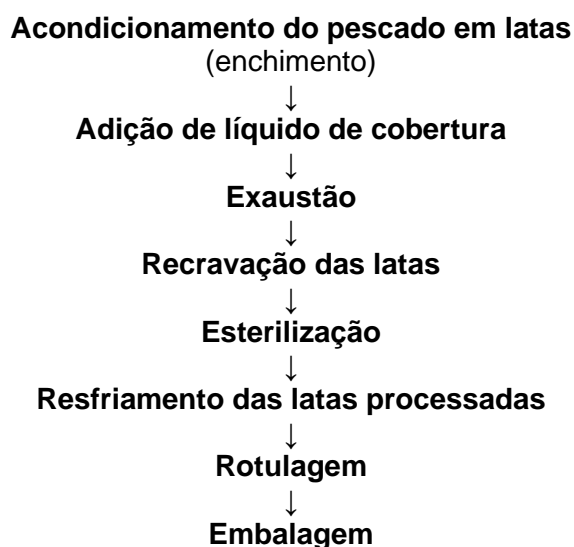 Acondicionamento do pescado em latas
(enchimento)
↓
Adição de líquido de cobertura
↓
Exaustão
↓
Recravação das latas
↓
Esterilização
↓
Resfriamento das latas processadas
↓
Rotulagem
↓
Embalagem